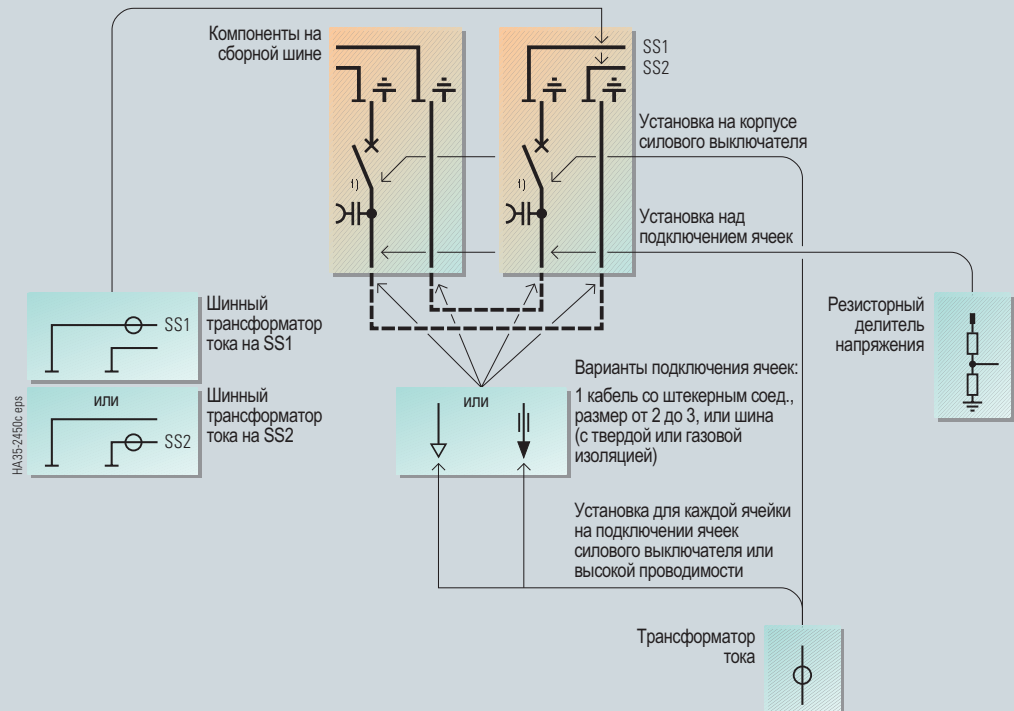 Компоненты на
сборной шине
SS1
SS2
Установка на корпусе
силового выключателя
1)
1)
Установка над
подключением ячеек
Шинный
трансформатор
тока на SS1
SS1
или
Шинный
трансформатор
тока на SS2
SS2
Резисторный
делитель
напряжения
Варианты подключения ячеек:
1 кабель со штекерным соед.,
размер от 2 до 3, или шина
(с твердой или газовой
изоляцией)
или
Установка для каждой ячейки
на подключении ячеек
силового выключателя или
высокой проводимости
Трансформатор
тока
HA35-2450c eps